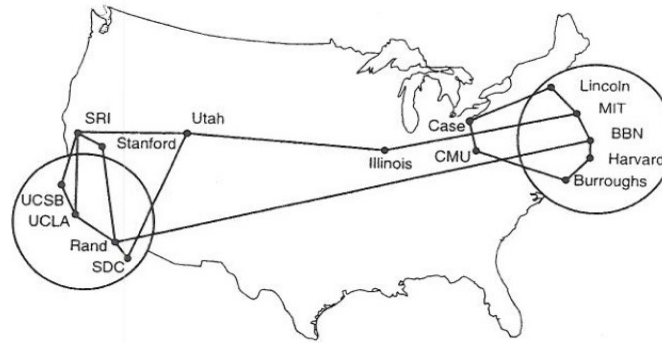 SRI
Utah
Stanford
UCSB
UCLA
Rand
SDC
Illinois
Case
CMU
Lincoln
MIT
BBN
Harvard
Burroughs